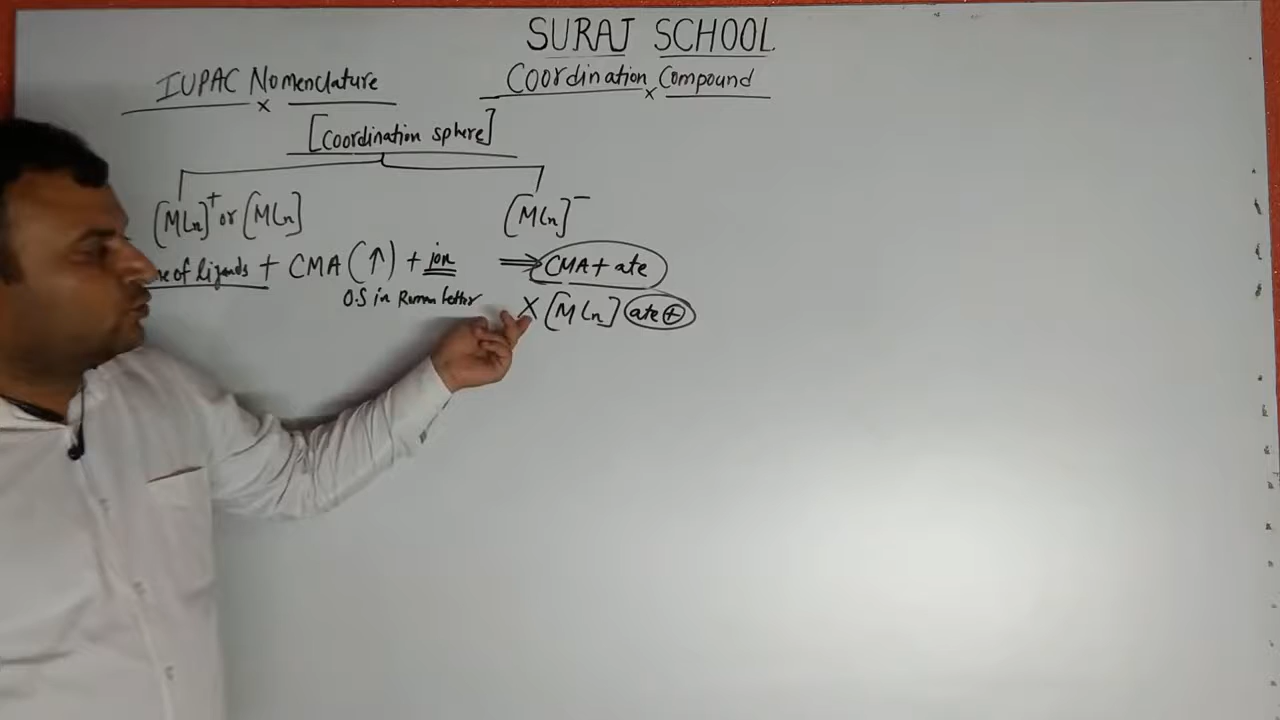 SURAJ SCHOOL
IUPAC Nomenclature
Coordination Compound
[Coordination sphere]
[MLn]⁺ or [MLn]
[MLn]⁻
of ligands + CMA (↑) + ion
O.S in Roman letter
⇒ CMA + ate
X [MLn] ate ⊕